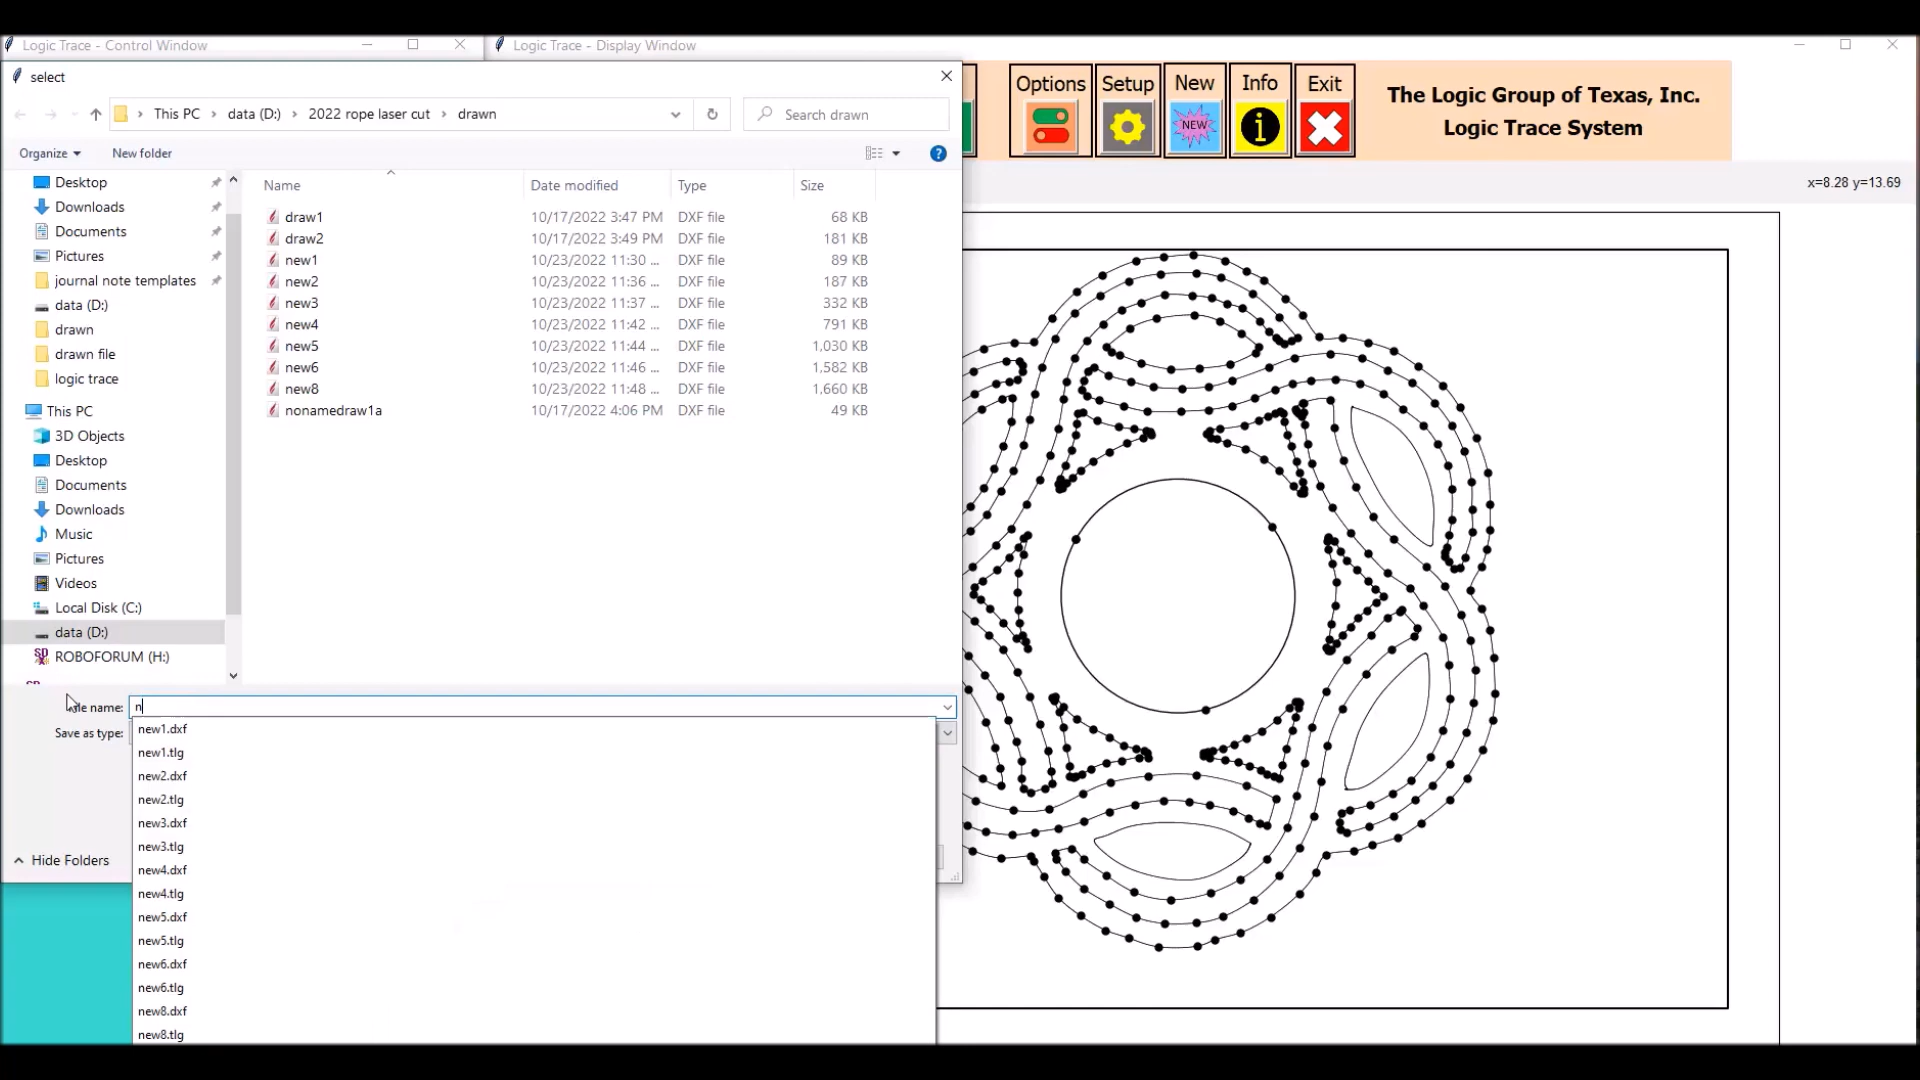 Logic Trace - Control Window
Logic Trace - Display Window
select
This PC
data (D:)
2022 rope laser cut
drawn
Search drawn
Organize
New folder
Options
Setup
New
Info
Exit
NEW
The Logic Group of Texas, Inc.
Logic Trace System
x=8.28 y=13.69
Desktop
Downloads
Documents
Pictures
journal note templates
data (D:)
drawn
drawn file
logic trace
This PC
3D Objects
Desktop
Documents
Downloads
Music
Pictures
Videos
Local Disk (C:)
data (D:)
ROBOFORUM (H:)
Name Date modified Type Size
draw1 10/17/2022 3:47 PM DXF file 68 KB
draw2 10/17/2022 3:49 PM DXF file 181 KB
new1 10/23/2022 11:30 ... DXF file 89 KB
new2 10/23/2022 11:36 ... DXF file 187 KB
new3 10/23/2022 11:37 ... DXF file 332 KB
new4 10/23/2022 11:42 ... DXF file 791 KB
new5 10/23/2022 11:44 ... DXF file 1,030 KB
new6 10/23/2022 11:46 ... DXF file 1,582 KB
new8 10/23/2022 11:48 ... DXF file 1,660 KB
nonamedraw1a 10/17/2022 4:06 PM DXF file 49 KB
name: n
Save as type:
new1.dxf
new1.tlg
new2.dxf
new2.tlg
new3.dxf
new3.tlg
new4.dxf
new4.tlg
new5.dxf
new5.tlg
new6.dxf
new6.tlg
new8.dxf
new8.tlg
Hide Folders